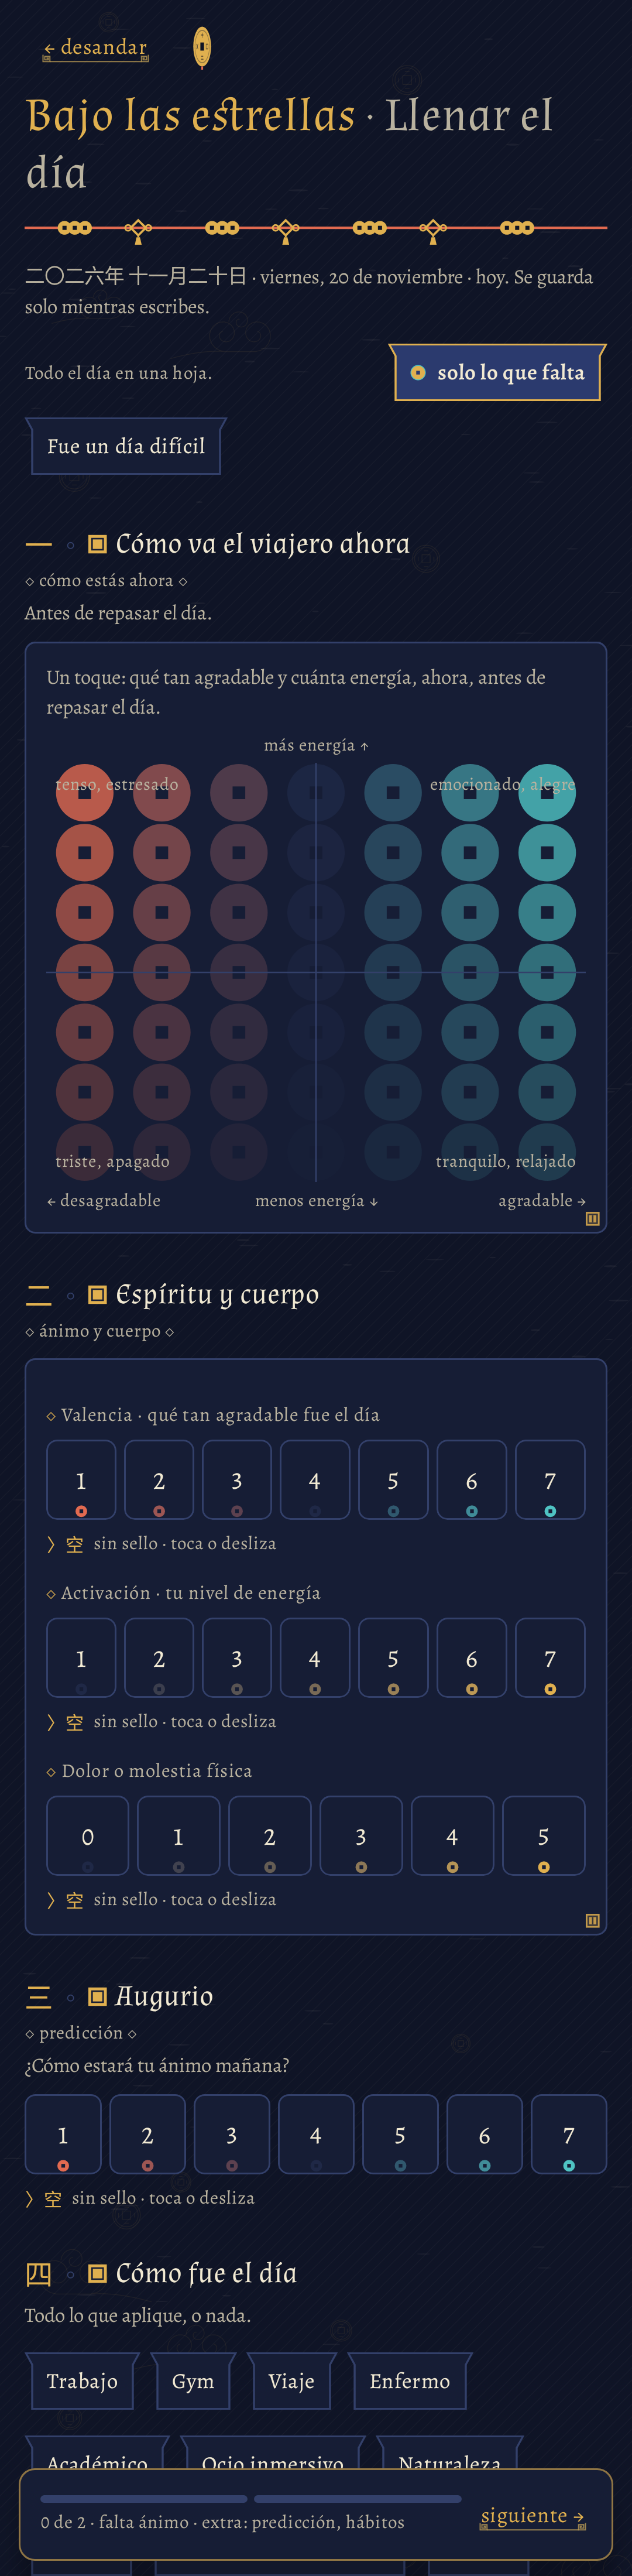 ← desandar
Bajo las estrellas · Llenar el
día
二〇二六年 十一月二十日 · viernes, 20 de noviembre · hoy. Se guarda
solo mientras escribes.
Todo el día en una hoja.
solo lo que falta
Fue un día difícil
一 ◦ Cómo va el viajero ahora
◇ cómo estás ahora ◇
Antes de repasar el día.
Un toque: qué tan agradable y cuánta energía, ahora, antes de
repasar el día.
más energía ↑
tenso, estresado emocionado, alegre
triste, apagado tranquilo, relajado
← desagradable menos energía ↓ agradable →
二 ◦ Espíritu y cuerpo
◇ ánimo y cuerpo ◇
◇ Valencia · qué tan agradable fue el día
1 2 3 4 5 6 7
〉空 sin sello · toca o desliza
◇ Activación · tu nivel de energía
1 2 3 4 5 6 7
〉空 sin sello · toca o desliza
◇ Dolor o molestia física
0 1 2 3 4 5
〉空 sin sello · toca o desliza
三 ◦ Augurio
◇ predicción ◇
¿Cómo estará tu ánimo mañana?
1 2 3 4 5 6 7
〉空 sin sello · toca o desliza
四 ◦ Cómo fue el día
Todo lo que aplique, o nada.
Trabajo Gym Viaje Enfermo
Académico Ocio inmersivo Naturaleza
0 de 2 · falta ánimo · extra: predicción, hábitos siguiente →